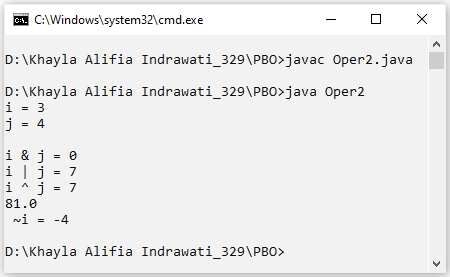 C:\Windows\system32\cmd.exe
D:\Khayla Alifia Indrawati_329\PBO>javac Oper2.java
D:\Khayla Alifia Indrawati_329\PBO>java Oper2
i = 3
j = 4
i & j = 0
i | j = 7
i ^ j = 7
81.0
~i = -4
D:\Khayla Alifia Indrawati_329\PBO>